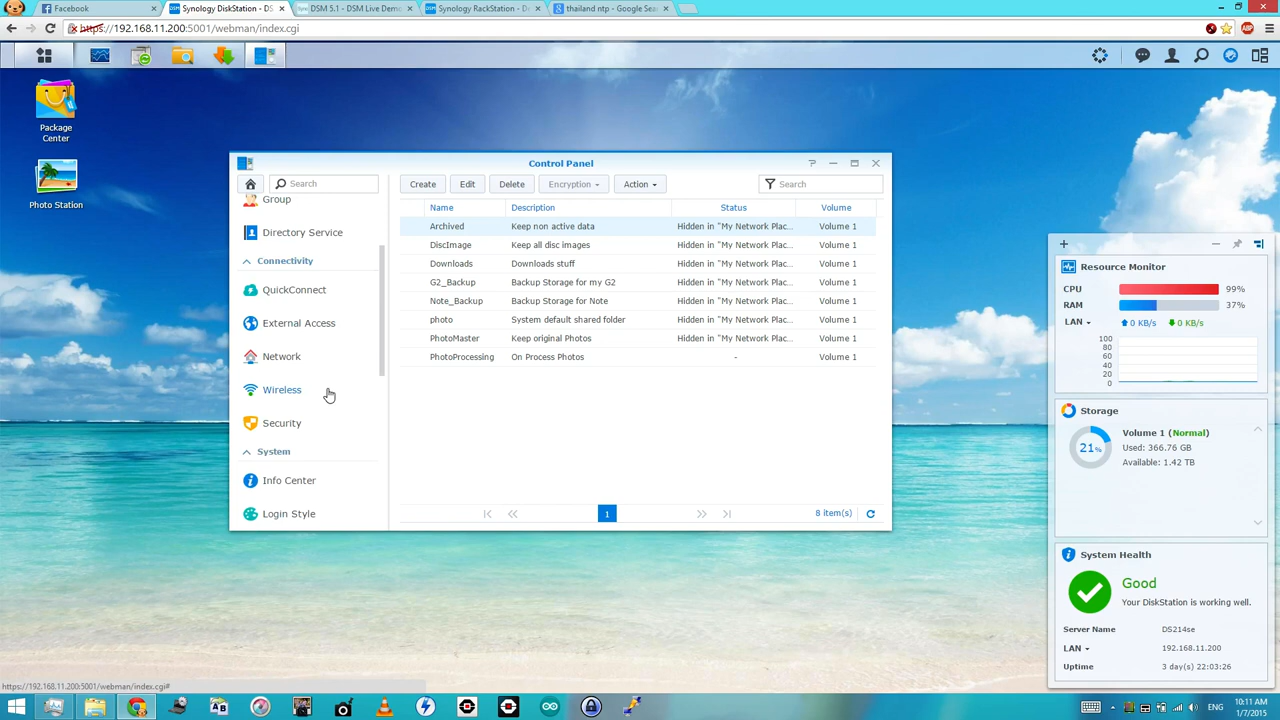 Facebook
Synology DiskStation - DS
DSM 5.1 - DSM Live Demo
Synology RackStation - DS
thailand ntp - Google Sea
https://192.168.11.200:5001/webman/index.cgi
Package
Center
Photo Station
Control Panel
Search
Create
Edit
Delete
Encryption
Action
Search
Group
Directory Service
Connectivity
QuickConnect
External Access
Network
Wireless
Security
System
Info Center
Login Style
Name Description Status Volume
Archived Keep non active data Hidden in "My Network Plac... Volume 1
DiscImage Keep all disc images Hidden in "My Network Plac... Volume 1
Downloads Downloads stuff Hidden in "My Network Plac... Volume 1
G2_Backup Backup Storage for my G2 Hidden in "My Network Plac... Volume 1
Note_Backup Backup Storage for Note Hidden in "My Network Plac... Volume 1
photo System default shared folder Hidden in "My Network Plac... Volume 1
PhotoMaster Keep original Photos Hidden in "My Network Plac... Volume 1
PhotoProcessing On Process Photos - Volume 1
1
8 item(s)
Resource Monitor
CPU 99%
RAM 37%
LAN 0 KB/s 0 KB/s
100
80
60
40
20
0
Storage
21%
Volume 1 (Normal)
Used: 366.76 GB
Available: 1.42 TB
System Health
Good
Your DiskStation is working well.
Server Name DS214se
LAN 192.168.11.200
Uptime 3 day(s) 22:03:26
https://192.168.11.200:5001/webman/index.cgi#
ENG
10:11 AM
1/7/2015